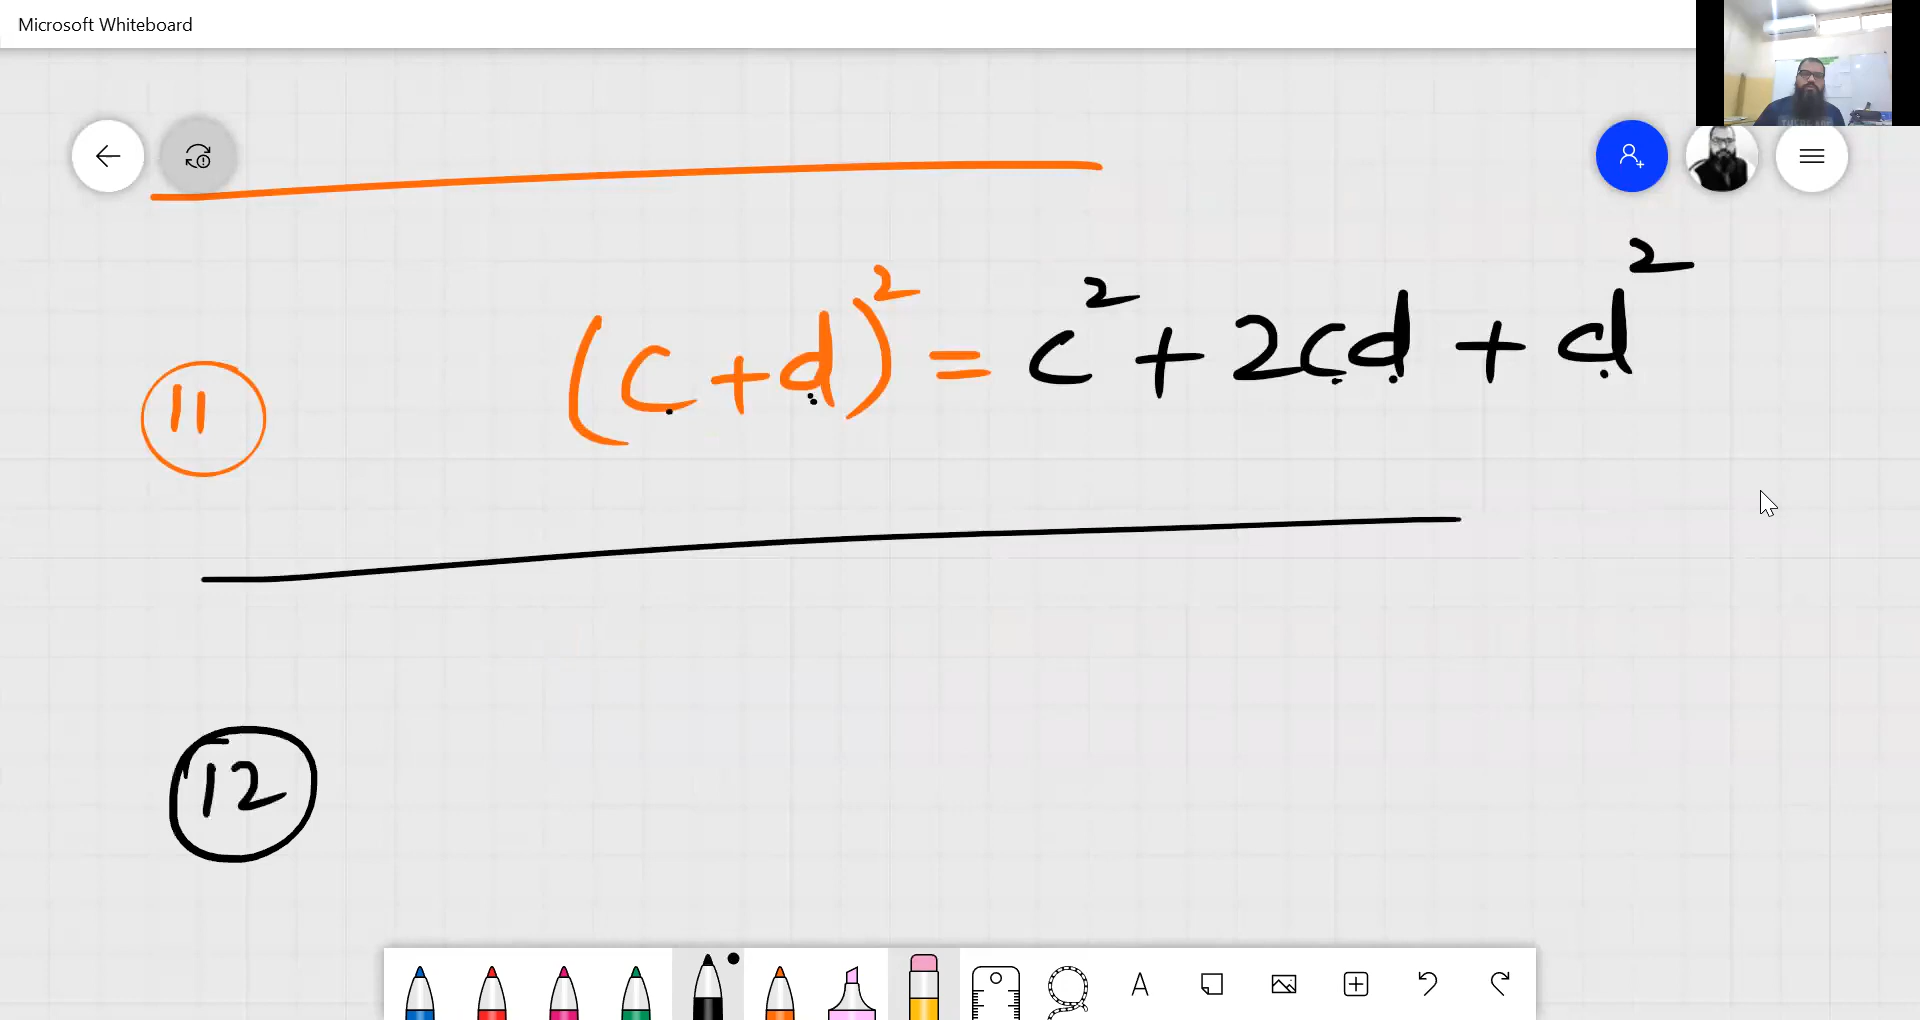 Microsoft Whiteboard
11 (c+d)² = c² + 2cd + d²
12